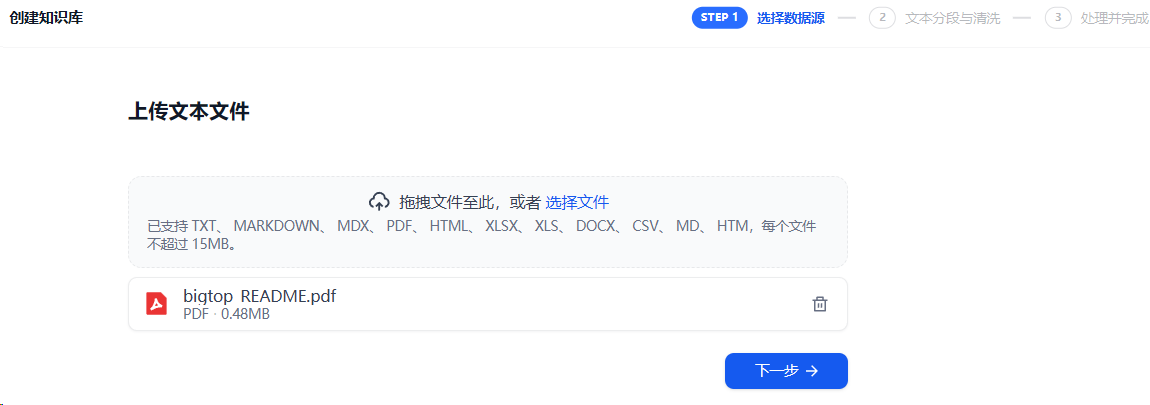 创建知识库
STEP 1 选择数据源 2 文本分段与清洗 3 处理并完成
上传文本文件
拖拽文件至此，或者 选择文件
已支持 TXT、 MARKDOWN、 MDX、 PDF、 HTML、 XLSX、 XLS、 DOCX、 CSV、 MD、 HTM，每个文件
不超过 15MB。
bigtop_README.pdf
PDF · 0.48MB
下一步 →